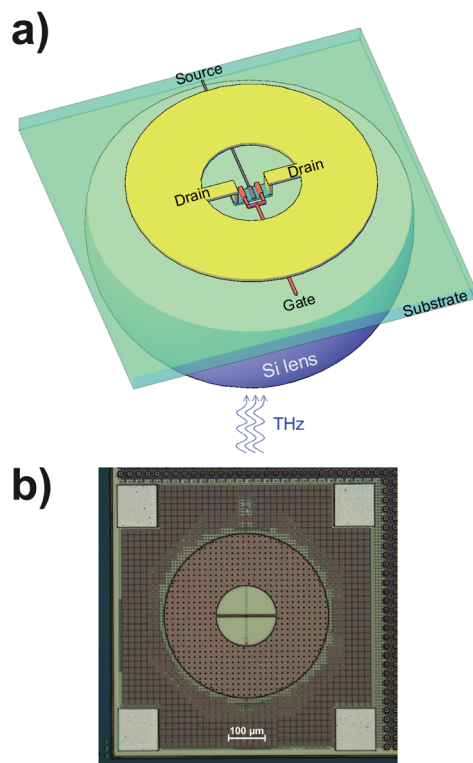 a)
Source
Drain
Drain
Gate
Substrate
Si lens
THz
b)
100 µm